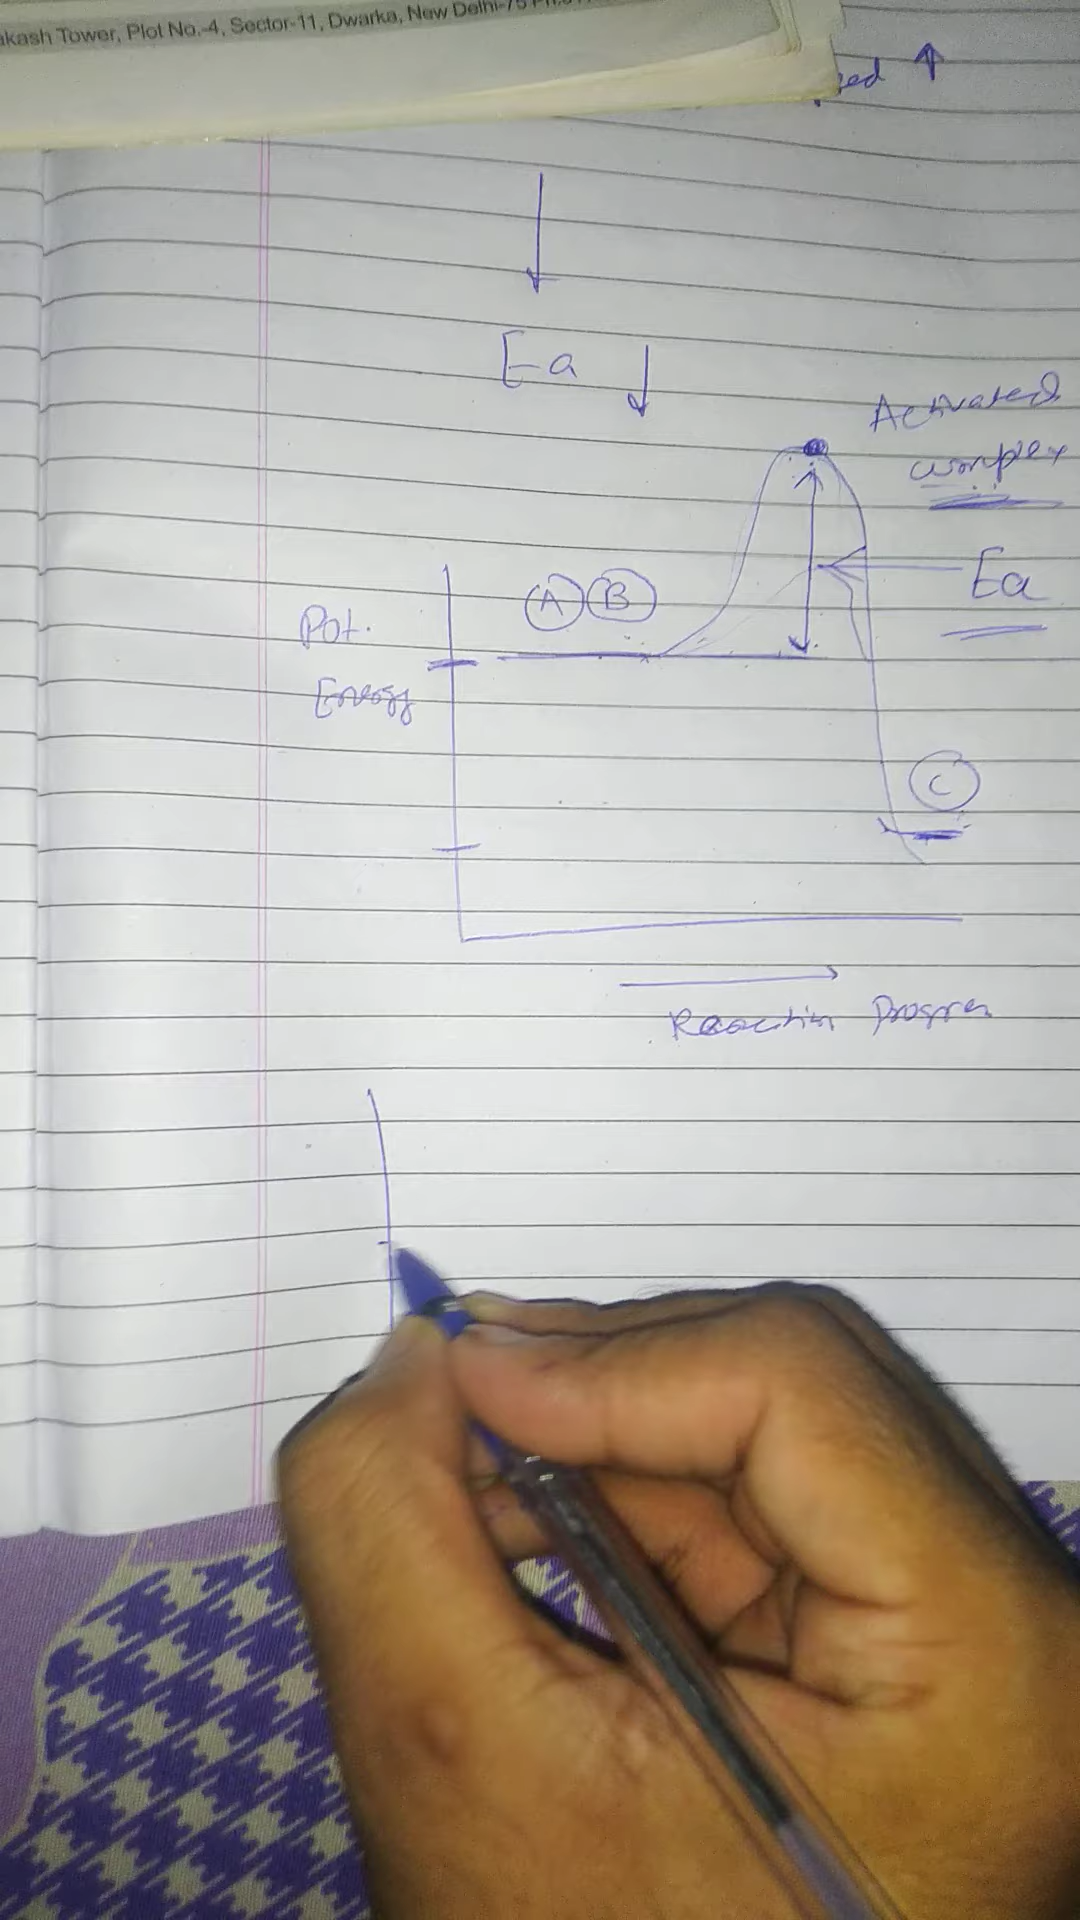 akash Tower, Plot No.-4, Sector-11, Dwarka, New Delhi-75
Ea
Activated
complex
A B
Ea
Pot.
Energy
C
Reaction Progress